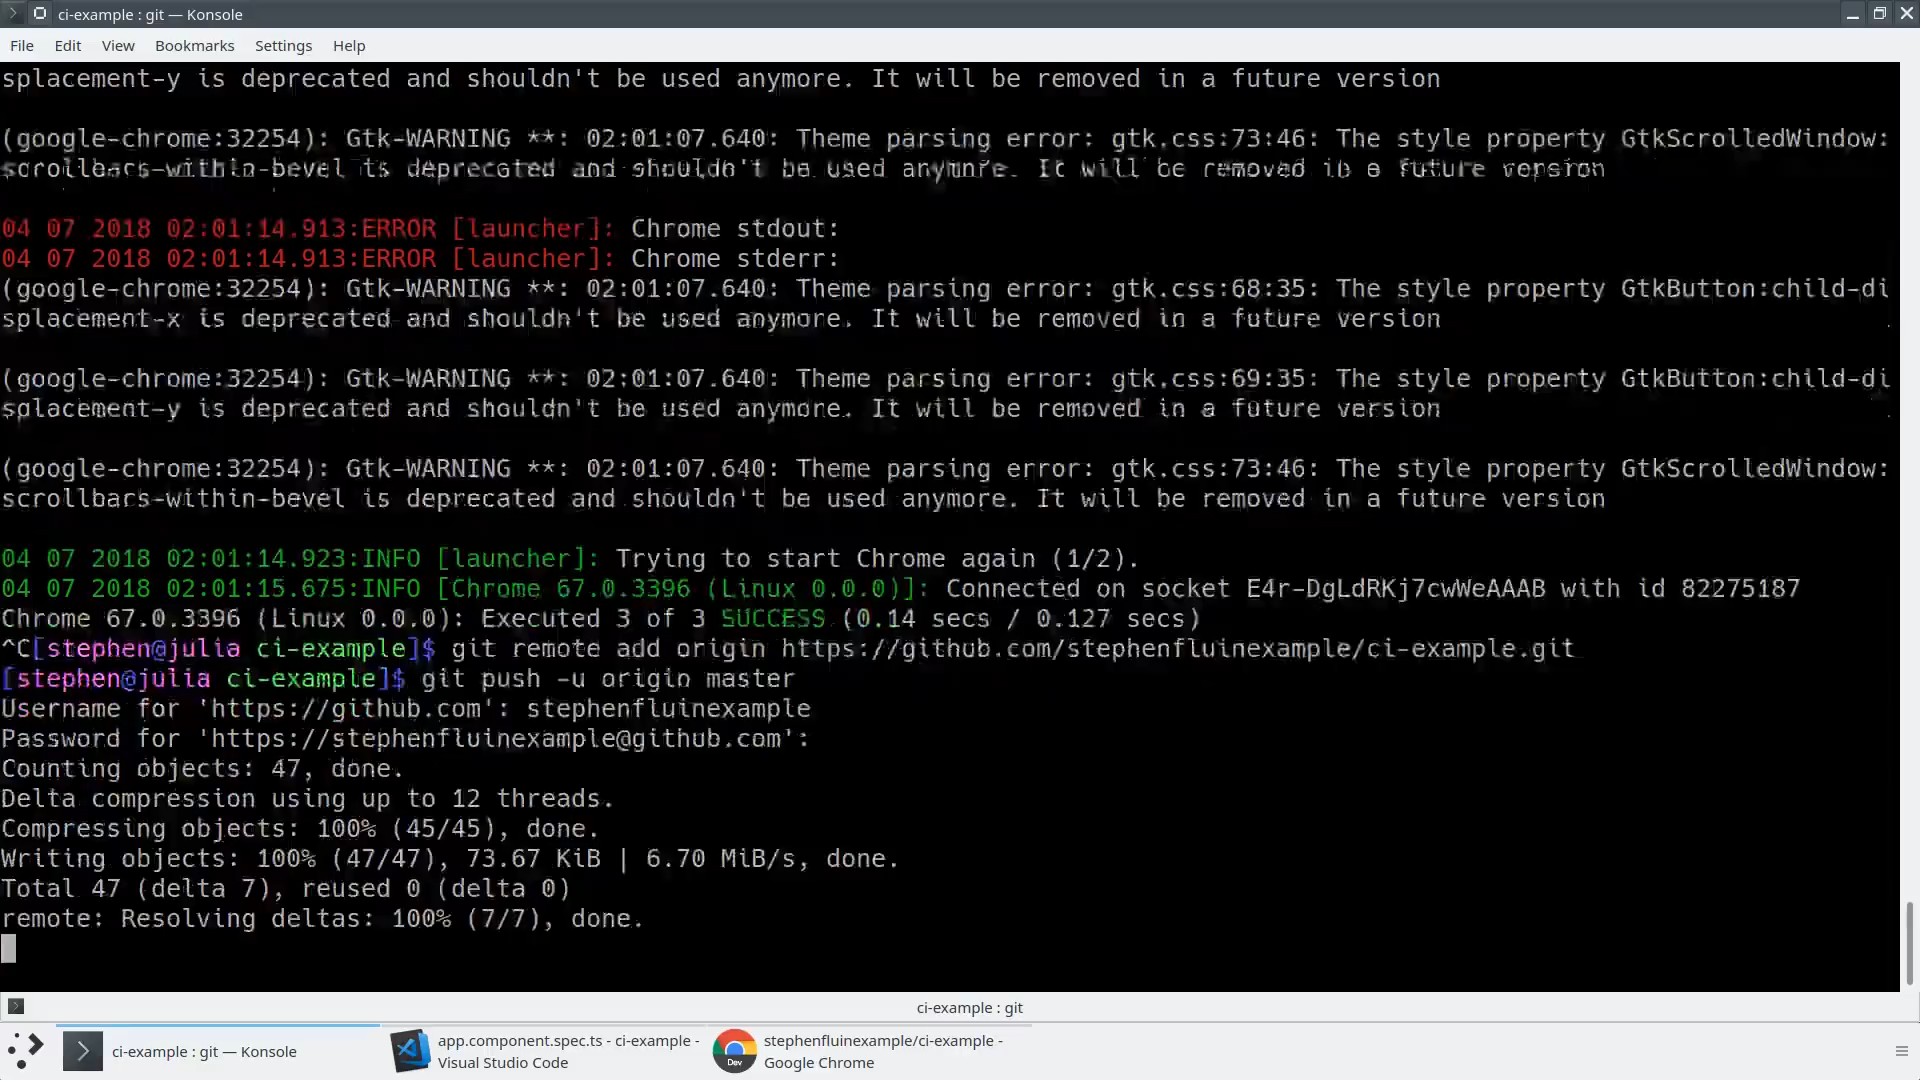 ci-example : git — Konsole
File Edit View Bookmarks Settings Help
splacement-y is deprecated and shouldn't be used anymore. It will be removed in a future version
(google-chrome:32254): Gtk-WARNING **: 02:01:07.640: Theme parsing error: gtk.css:73:46: The style property GtkScrolledWindow:
scrollbars-within-bevel is deprecated and shouldn't be used anymore. It will be removed in a future version
04 07 2018 02:01:14.913:ERROR [launcher]: Chrome stdout:
04 07 2018 02:01:14.913:ERROR [launcher]: Chrome stderr:
(google-chrome:32254): Gtk-WARNING **: 02:01:07.640: Theme parsing error: gtk.css:68:35: The style property GtkButton:child-di
splacement-x is deprecated and shouldn't be used anymore. It will be removed in a future version
(google-chrome:32254): Gtk-WARNING **: 02:01:07.640: Theme parsing error: gtk.css:69:35: The style property GtkButton:child-di
splacement-y is deprecated and shouldn't be used anymore. It will be removed in a future version
(google-chrome:32254): Gtk-WARNING **: 02:01:07.640: Theme parsing error: gtk.css:73:46: The style property GtkScrolledWindow:
scrollbars-within-bevel is deprecated and shouldn't be used anymore. It will be removed in a future version
04 07 2018 02:01:14.923:INFO [launcher]: Trying to start Chrome again (1/2).
04 07 2018 02:01:15.675:INFO [Chrome 67.0.3396 (Linux 0.0.0)]: Connected on socket E4r-DgLdRKj7cwWeAAAB with id 82275187
Chrome 67.0.3396 (Linux 0.0.0): Executed 3 of 3 SUCCESS (0.14 secs / 0.127 secs)
^C[stephen@julia ci-example]$ git remote add origin https://github.com/stephenfluinexample/ci-example.git
[stephen@julia ci-example]$ git push -u origin master
Username for 'https://github.com': stephenfluinexample
Password for 'https://stephenfluinexample@github.com':
Counting objects: 47, done.
Delta compression using up to 12 threads.
Compressing objects: 100% (45/45), done.
Writing objects: 100% (47/47), 73.67 KiB | 6.70 MiB/s, done.
Total 47 (delta 7), reused 0 (delta 0)
remote: Resolving deltas: 100% (7/7), done.
ci-example : git
ci-example : git — Konsole
app.component.spec.ts - ci-example -
Visual Studio Code
Dev
stephenfluinexample/ci-example -
Google Chrome